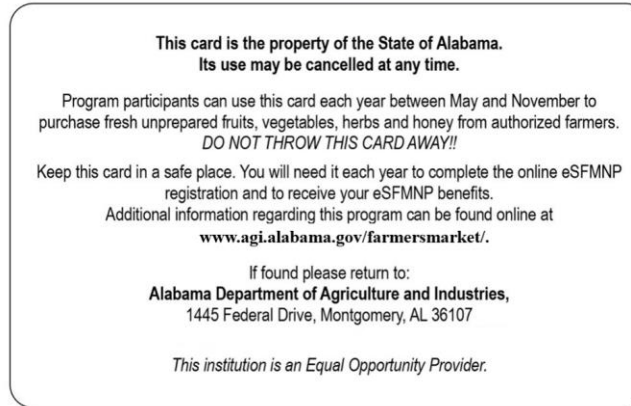 This card is the property of the State of Alabama.
Its use may be cancelled at any time.
Program participants can use this card each year between May and November to
purchase fresh unprepared fruits, vegetables, herbs and honey from authorized farmers.
DO NOT THROW THIS CARD AWAY!!
Keep this card in a safe place. You will need it each year to complete the online eSFMNP
registration and to receive your eSFMNP benefits.
Additional information regarding this program can be found online at
www.agi.alabama.gov/farmersmarket/.
If found please return to:
Alabama Department of Agriculture and Industries,
1445 Federal Drive, Montgomery, AL 36107
This institution is an Equal Opportunity Provider.